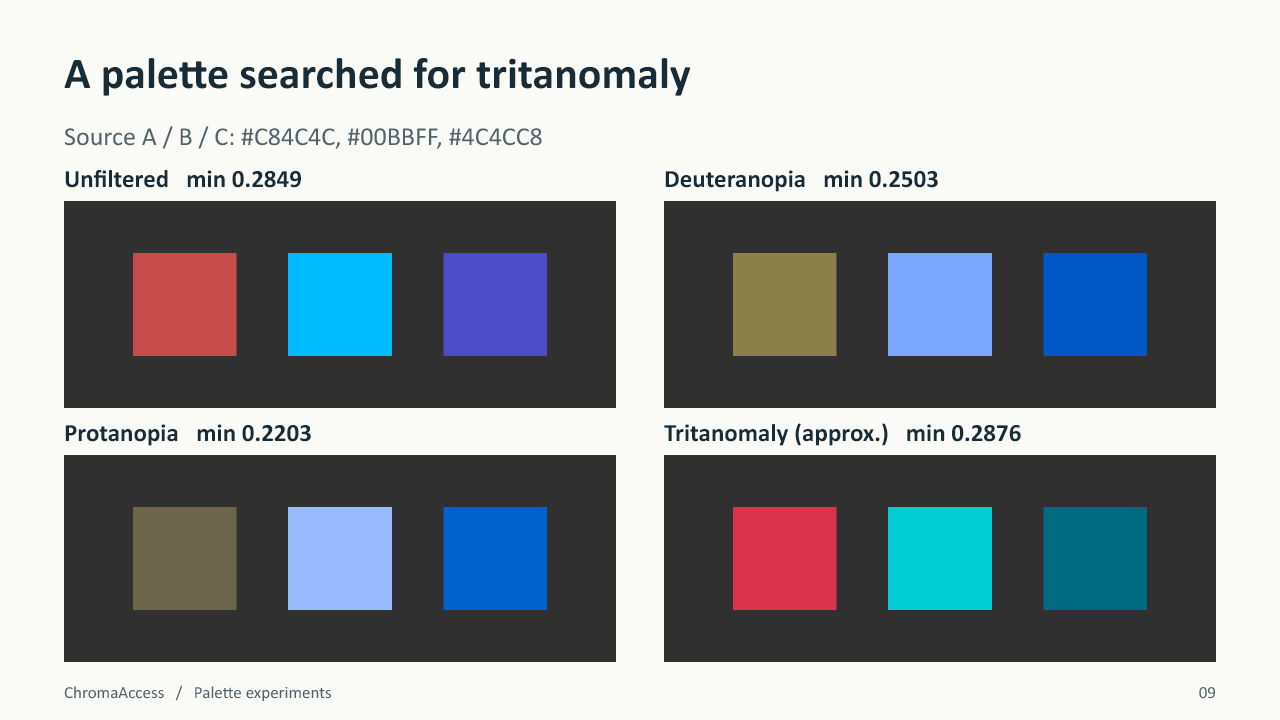 A palette searched for tritanomaly
Source A / B / C: #C84C4C, #00BBFF, #4C4CC8
Unfiltered min 0.2849
Deuteranopia min 0.2503
Protanopia min 0.2203
Tritanomaly (approx.) min 0.2876
ChromaAccess / Palette experiments
09